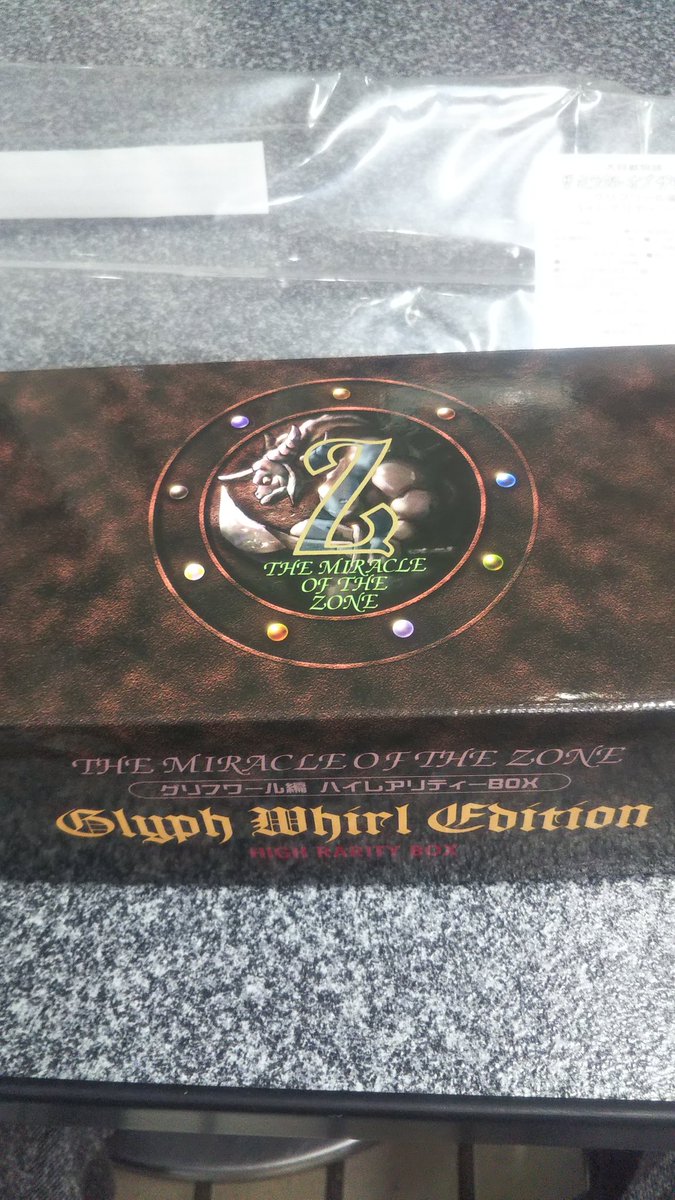 Z
THE MIRACLE
OF THE
ZONE
THE MIRACLE OF THE ZONE
グリフワール編 ハイレアリティーBOX
Glyph Whirl Edition
HIGH RARITY BOX